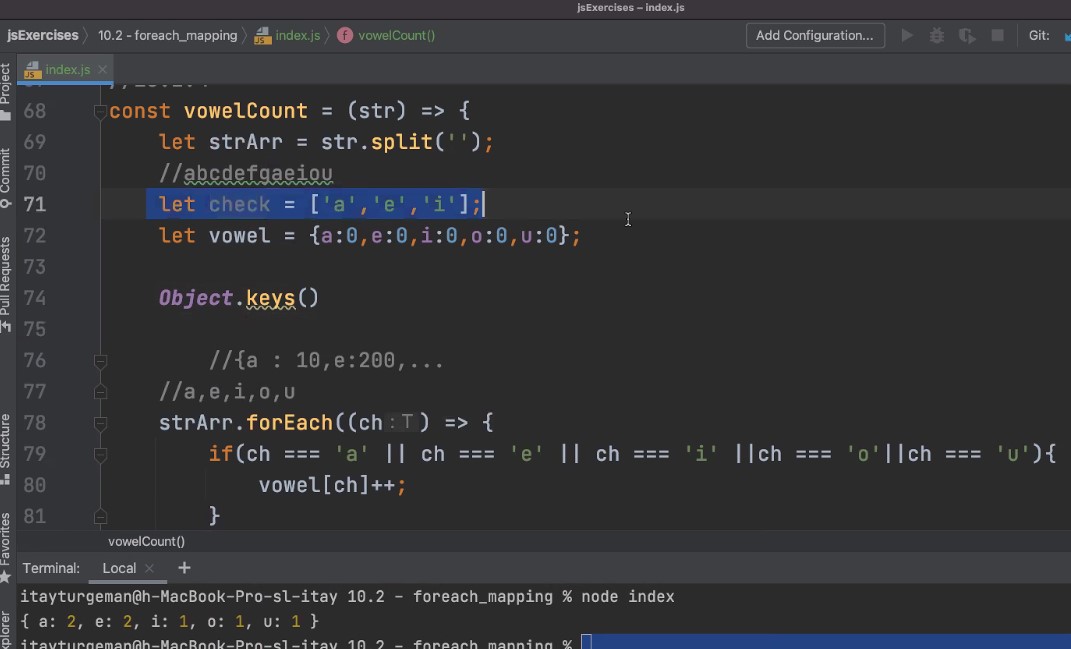 jsExercises – index.js
jsExercises 10.2 - foreach_mapping index.js f vowelCount() Add Configuration... Git:
Project
Commit
Pull Requests
Structure
Favorites
JS index.js
68 const vowelCount = (str) => {
69 let strArr = str.split('');
70 //abcdefgaeiou
71 let check = ['a','e','i'];
72 let vowel = {a:0,e:0,i:0,o:0,u:0};
73
74 Object.keys()
75
76 //{a : 10,e:200,...
77 //a,e,i,o,u
78 strArr.forEach((ch: T ) => {
79 if(ch === 'a' || ch === 'e' || ch === 'i' ||ch === 'o'||ch === 'u'){
80 vowel[ch]++;
81 }
vowelCount()
Terminal: Local × +
itayturgeman@h-MacBook-Pro-sl-itay 10.2 - foreach_mapping % node index
{ a: 2, e: 2, i: 1, o: 1, u: 1 }
itayturgeman@h-MacBook-Pro-sl-itay 10.2 - foreach_mapping %